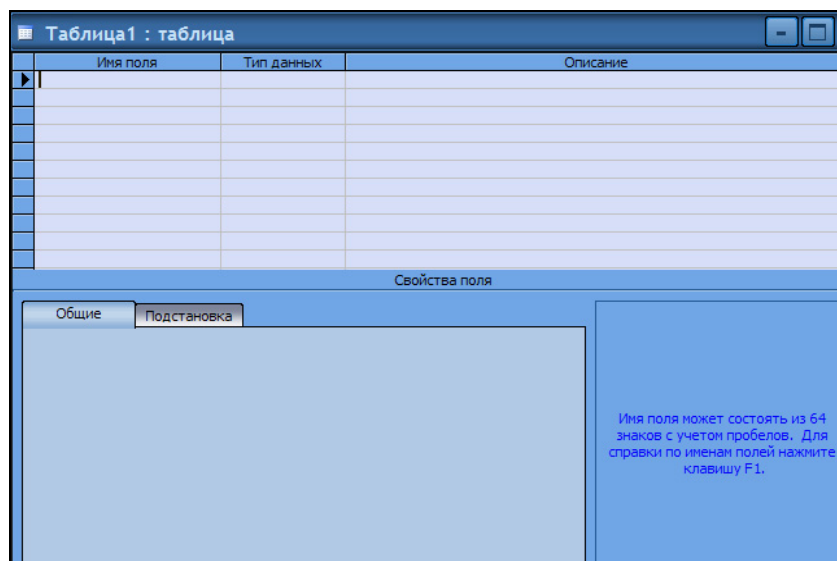 Таблица1 : таблица
Имя поля Тип данных Описание
Свойства поля
Общие Подстановка
Имя поля может состоять из 64
знаков с учетом пробелов. Для
справки по именам полей нажмите
клавишу F1.